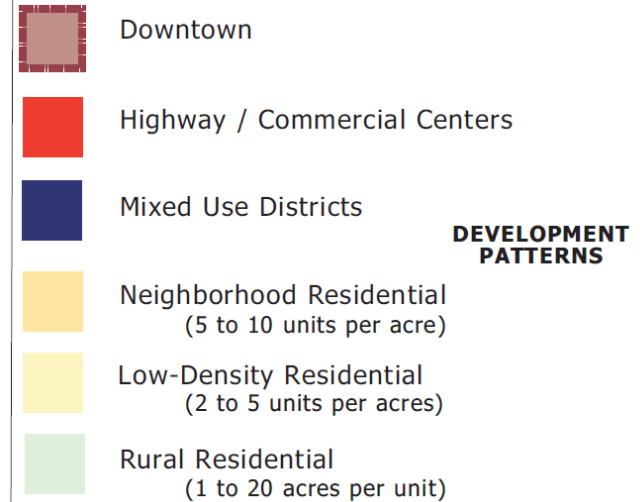 Downtown
Highway / Commercial Centers
Mixed Use Districts
DEVELOPMENT
PATTERNS
Neighborhood Residential
(5 to 10 units per acre)
Low-Density Residential
(2 to 5 units per acres)
Rural Residential
(1 to 20 acres per unit)